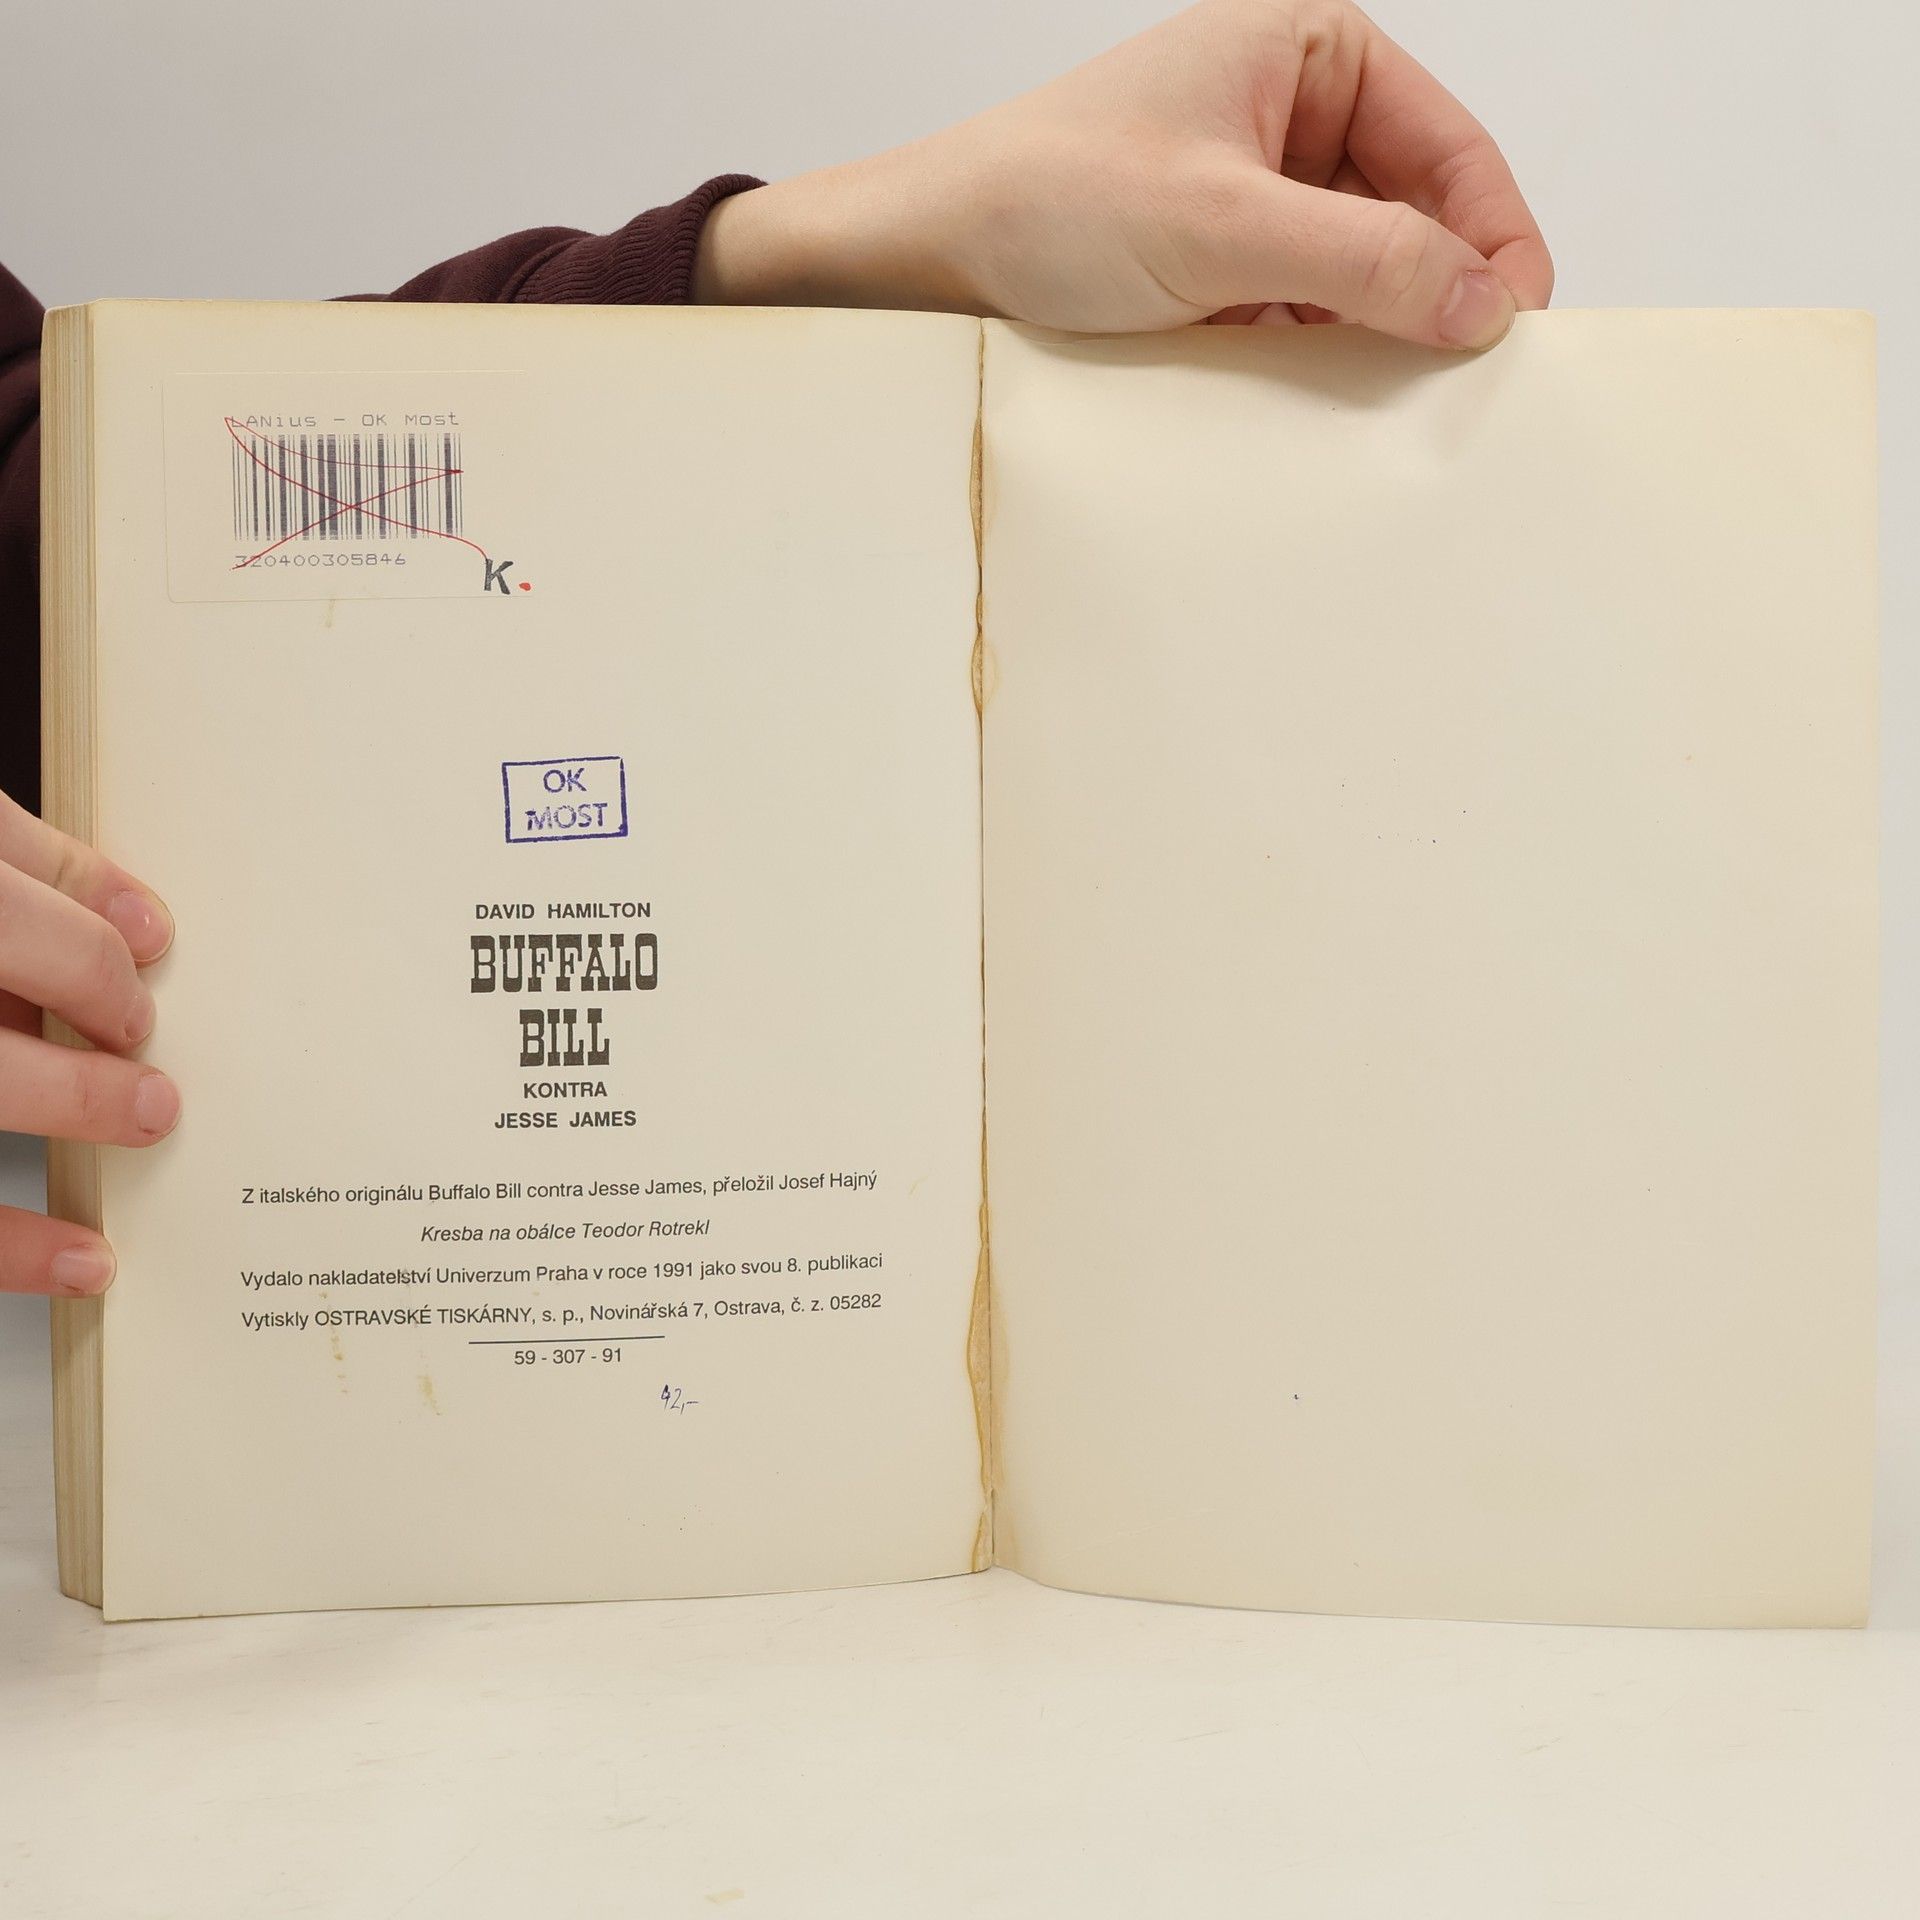 LANius - OK Most
320400305846
K.
OK
MOST
DAVID HAMILTON
BUFFALO
BILL
KONTRA
JESSE JAMES
Z italského originálu Buffalo Bill contra Jesse James, přeložil Josef Hajný
Kresba na obálce Teodor Rotrekl
Vydalo nakladatelství Univerzum Praha v roce 1991 jako svou 8. publikaci
Vytiskly OSTRAVSKÉ TISKÁRNY, s. p., Novinářská 7, Ostrava, č. z. 05282
59 - 307 - 91
42,-